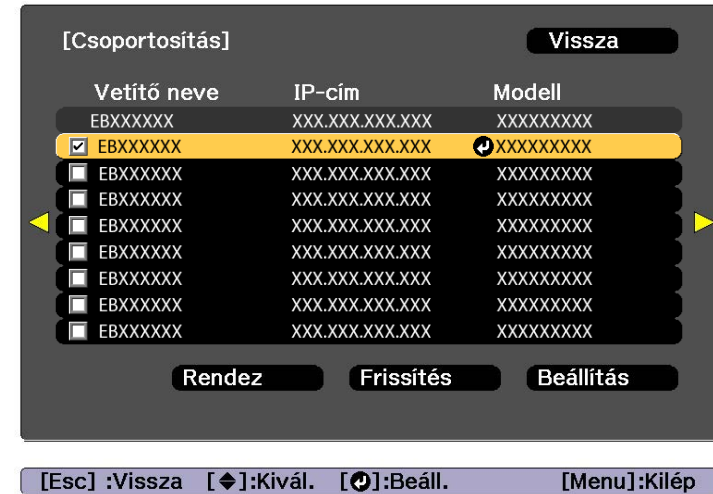 [Csoportosítás] Vissza
Vetítő neve IP-cím Modell
EBXXXXXX XXX.XXX.XXX.XXX XXXXXXXXX
EBXXXXXX XXX.XXX.XXX.XXX XXXXXXXXX
EBXXXXXX XXX.XXX.XXX.XXX XXXXXXXXX
EBXXXXXX XXX.XXX.XXX.XXX XXXXXXXXX
EBXXXXXX XXX.XXX.XXX.XXX XXXXXXXXX
EBXXXXXX XXX.XXX.XXX.XXX XXXXXXXXX
EBXXXXXX XXX.XXX.XXX.XXX XXXXXXXXX
EBXXXXXX XXX.XXX.XXX.XXX XXXXXXXXX
EBXXXXXX XXX.XXX.XXX.XXX XXXXXXXXX
Rendez Frissítés Beállítás
[Esc] :Vissza [◆]:Kivál. [⏎]:Beáll. [Menu]:Kilép